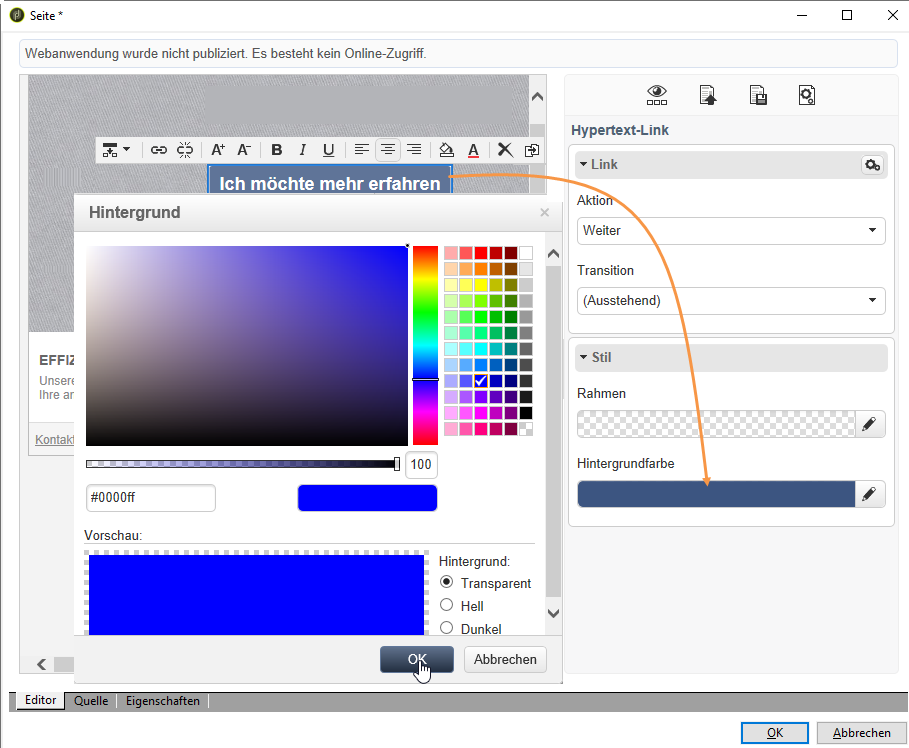 Seite *
Webanwendung wurde nicht publiziert. Es besteht kein Online-Zugriff.
Hypertext-Link
B I U A
Ich möchte mehr erfahren
Link
Hintergrund
Aktion
Weiter
Transition
(Ausstehend)
EFFIZ
Unsere
Ihre an
Stil
Rahmen
Kontakt
Hintergrundfarbe
100
#0000ff
Vorschau:
Hintergrund:
Transparent
Hell
Dunkel
OK Abbrechen
Editor Quelle Eigenschaften
OK Abbrechen